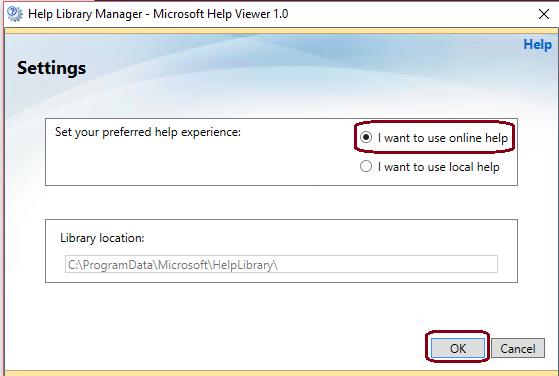 Help Library Manager - Microsoft Help Viewer 1.0
Help
Settings
Set your preferred help experience:
I want to use online help
I want to use local help
Library location:
C:\ProgramData\Microsoft\HelpLibrary\
OK
Cancel